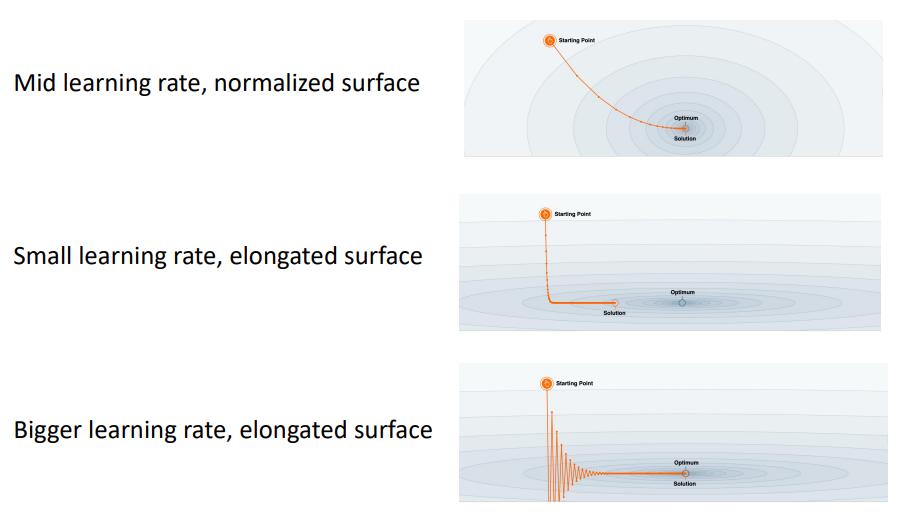 Mid learning rate, normalized surface
Starting Point
Optimum
Solution
Small learning rate, elongated surface
Starting Point
Optimum
Solution
Bigger learning rate, elongated surface
Starting Point
Optimum
Solution